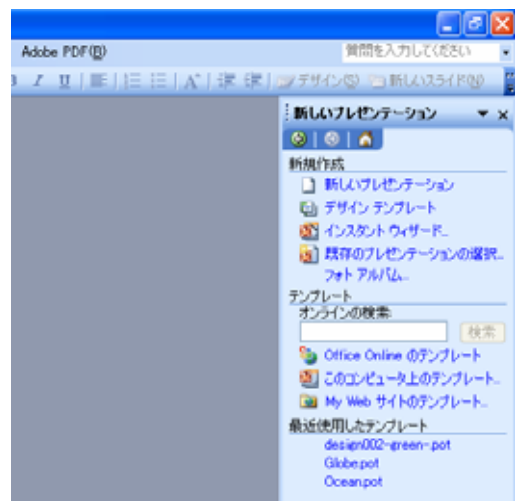 Adobe PDF(B)
質問を入力してください
I U A デザイン(S) 新しいスライド(N)
新しいプレゼンテーション
新規作成
新しいプレゼンテーション
デザイン テンプレート
インスタント ウィザード...
既存のプレゼンテーションの選択...
フォト アルバム...
テンプレート
オンラインの検索:
検索
Office Online のテンプレート
このコンピュータ上のテンプレート...
My Web サイトのテンプレート...
最近使用したテンプレート
design002-green-.pot
Globe.pot
Ocean.pot